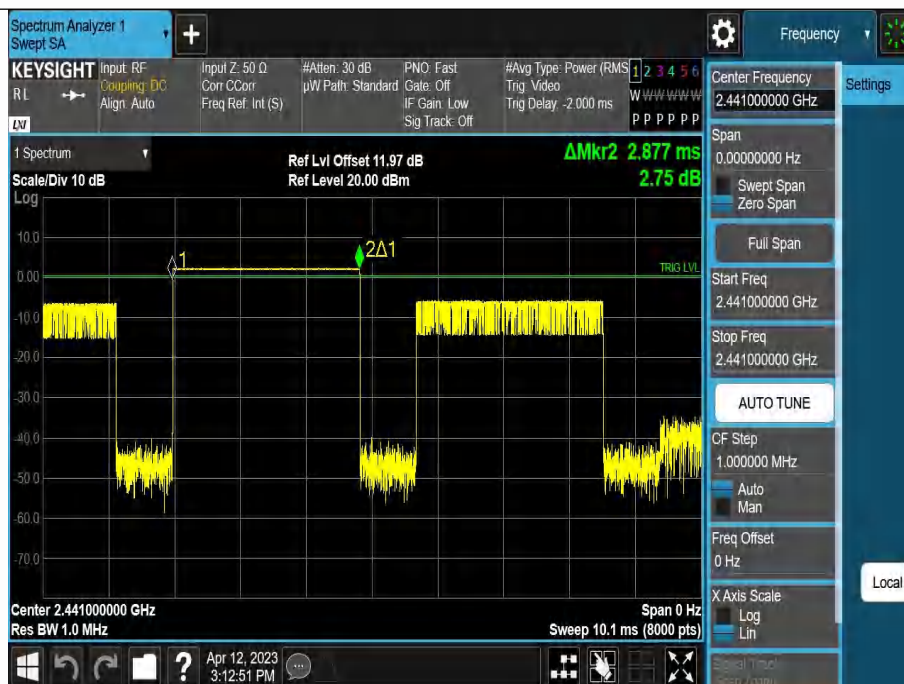 Spectrum Analyzer 1
Swept SA
+
Frequency
KEYSIGHT
RL
LXI
Input: RF
Coupling: DC
Align: Auto
Input Z: 50 Ω
Corr CCorr
Freq Ref: Int (S)
#Atten: 30 dB
µW Path: Standard
PNO: Fast
Gate: Off
IF Gain: Low
Sig Track: Off
#Avg Type: Power (RMS
Trig: Video
Trig Delay: -2.000 ms
1 2 3 4 5 6
W W W W W W
P P P P P P
1 Spectrum
Scale/Div 10 dB
Log
Ref Lvl Offset 11.97 dB
Ref Level 20.00 dBm
ΔMkr2 2.877 ms
2.75 dB
10.0
0.00
-10.0
-20.0
-30.0
-40.0
-50.0
-60.0
-70.0
1
2Δ1
TRIG LVL
Center 2.441000000 GHz
Res BW 1.0 MHz
Span 0 Hz
Sweep 10.1 ms (8000 pts)
Center Frequency
2.441000000 GHz
Settings
Span
0.00000000 Hz
Swept Span
Zero Span
Full Span
Start Freq
2.441000000 GHz
Stop Freq
2.441000000 GHz
AUTO TUNE
CF Step
1.000000 MHz
Auto
Man
Freq Offset
0 Hz
X Axis Scale
Log
Lin
Local
?
Apr 12, 2023
3:12:51 PM